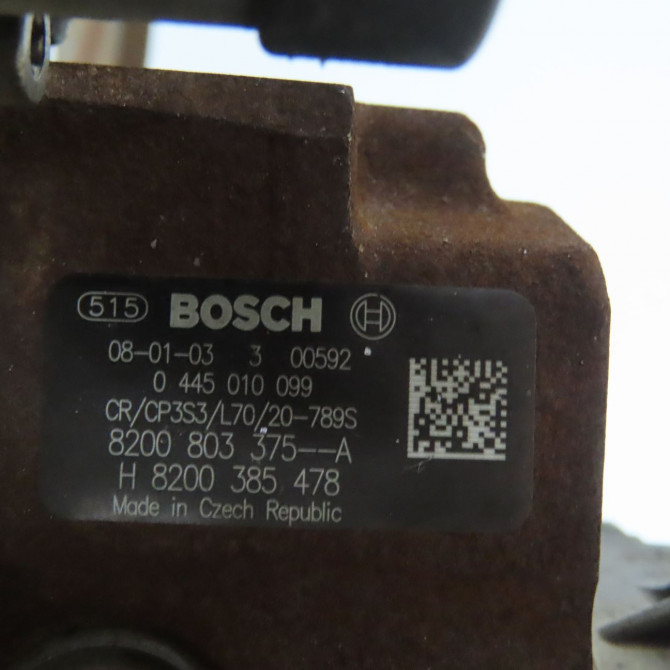 515 BOSCH
08-01-03 3 00592
0 445 010 099
CR/CP3S3/L70/20-789S
8200 803 375--A
H 8200 385 478
Made in Czech Republic